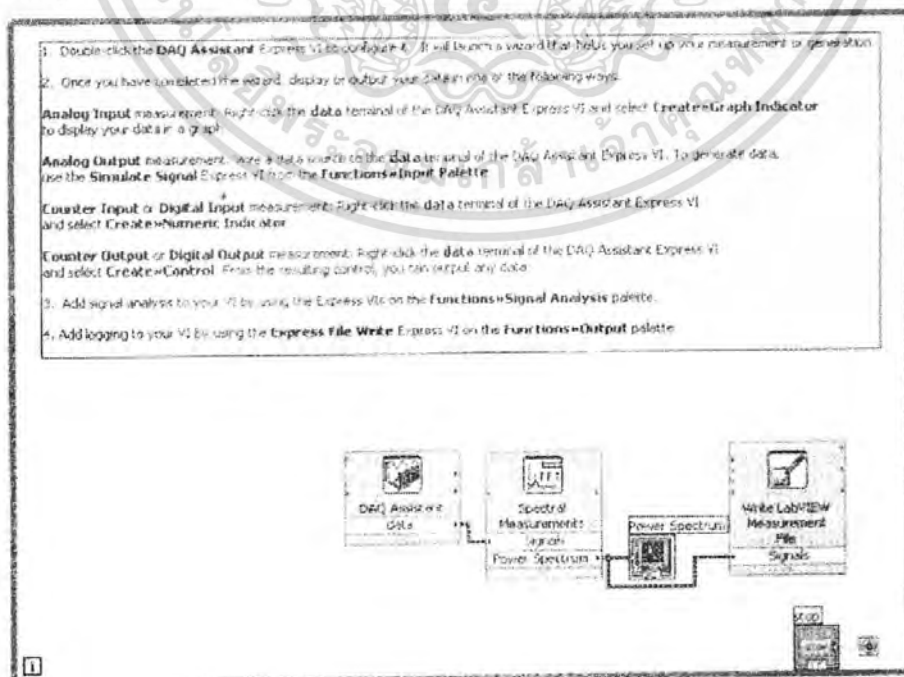 1. Double-click the DAQ Assistant Express VI to configure it. It will launch a wizard that helps you set up your measurement or generation.
2. Once you have completed the wizard, display or output your data in one of the following ways.
Analog Input measurement: Right-click the data terminal of the DAQ Assistant Express VI and select Create»Graph Indicator
to display your data in a graph
Analog Output measurement: Wire a data source to the data terminal of the DAQ Assistant Express VI. To generate data,
use the Simulate Signal Express VI from the Functions»Input Palette
Counter Input or Digital Input measurement: Right-click the data terminal of the DAQ Assistant Express VI
and select Create»Numeric Indicator
Counter Output or Digital Output measurement: Right-click the data terminal of the DAQ Assistant Express VI
and select Create»Control. From the resulting control, you can output any data.
3. Add signal analysis to your VI by using the Express VIs on the Functions»Signal Analysis palette.
4. Add logging to your VI by using the Express File Write Express VI on the Functions»Output palette
DAQ Assistant
data
Spectral
Measurements
Signals
Power Spectrum
Power Spectrum
Write LabVIEW
Measurement
File
Signals
stop
i